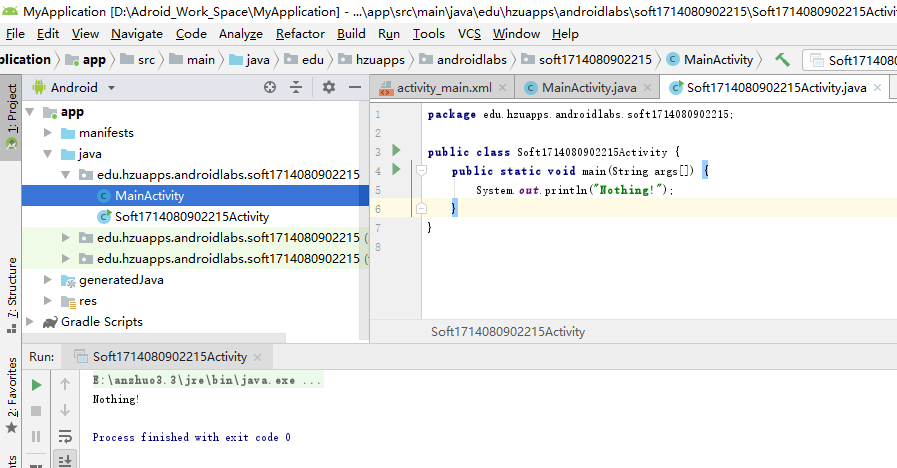 MyApplication [D:\Adroid_Work_Space\MyApplication] - ...\app\src\main\java\edu\hzuapps\androidlabs\soft1714080902215\Soft1714080902215Activi
File Edit View Navigate Code Analyze Refactor Build Run Tools VCS Window Help
plication app src main java edu hzuapps androidlabs soft1714080902215 MainActivity Soft1714080902215
1: Project
Android
activity_main.xml
MainActivity.java
Soft1714080902215Activity.java
app
manifests
java
edu.hzuapps.androidlabs.soft1714080902215
MainActivity
Soft1714080902215Activity
edu.hzuapps.androidlabs.soft1714080902215 (
edu.hzuapps.androidlabs.soft1714080902215 (
generatedJava
res
Gradle Scripts
1 package edu.hzuapps.androidlabs.soft1714080902215;
2
3 public class Soft1714080902215Activity {
4 public static void main(String args[]) {
5 System.out.println("Nothing!");
6 }
7 }
8
Soft1714080902215Activity
7: Structure
2: Favorites
Run: Soft1714080902215Activity
E:\anzhuo3.3\jre\bin\java.exe ...
Nothing!
Process finished with exit code 0